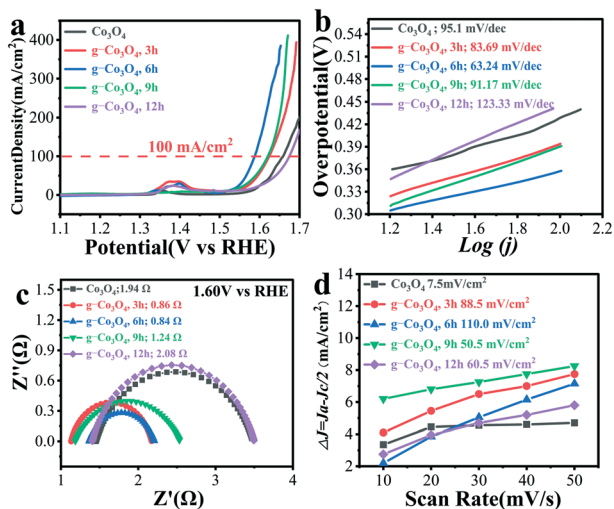 a
Co₃O₄
g−Co₃O₄, 3h
g−Co₃O₄, 6h
g−Co₃O₄, 9h
g−Co₃O₄, 12h
100 mA/cm²
CurrentDensity(mA/cm²)
400
300
200
100
0
1.1 1.2 1.3 1.4 1.5 1.6 1.7
Potential(V vs RHE)
b
Co₃O₄ ; 95.1 mV/dec
g−Co₃O₄, 3h; 83.69 mV/dec
g−Co₃O₄, 6h; 63.24 mV/dec
g−Co₃O₄, 9h; 91.17 mV/dec
g−Co₃O₄, 12h; 123.33 mV/dec
Overpotential(V)
0.54
0.48
0.42
0.36
0.30
1.2 1.4 1.6 1.8 2.0 2.2
Log (j)
c
1.60V vs RHE
Co₃O₄;1.94 Ω
g−Co₃O₄, 3h; 0.86 Ω
g−Co₃O₄, 6h; 0.84 Ω
g−Co₃O₄, 9h; 1.24 Ω
g−Co₃O₄, 12h; 2.08 Ω
Z''(Ω)
1.5
1.2
0.9
0.6
0.3
0.0
1 2 3 4
Z'(Ω)
d
Co₃O₄ 7.5mV/cm²
g−Co₃O₄, 3h 88.5 mV/cm²
g−Co₃O₄, 6h 110.0 mV/cm²
g−Co₃O₄, 9h 50.5 mV/cm²
g−Co₃O₄, 12h 60.5 mV/cm²
ΔJ=Ja-Jc/2 (mA/cm²)
14
12
10
8
6
4
2
10 20 30 40 50
Scan Rate(mV/s)